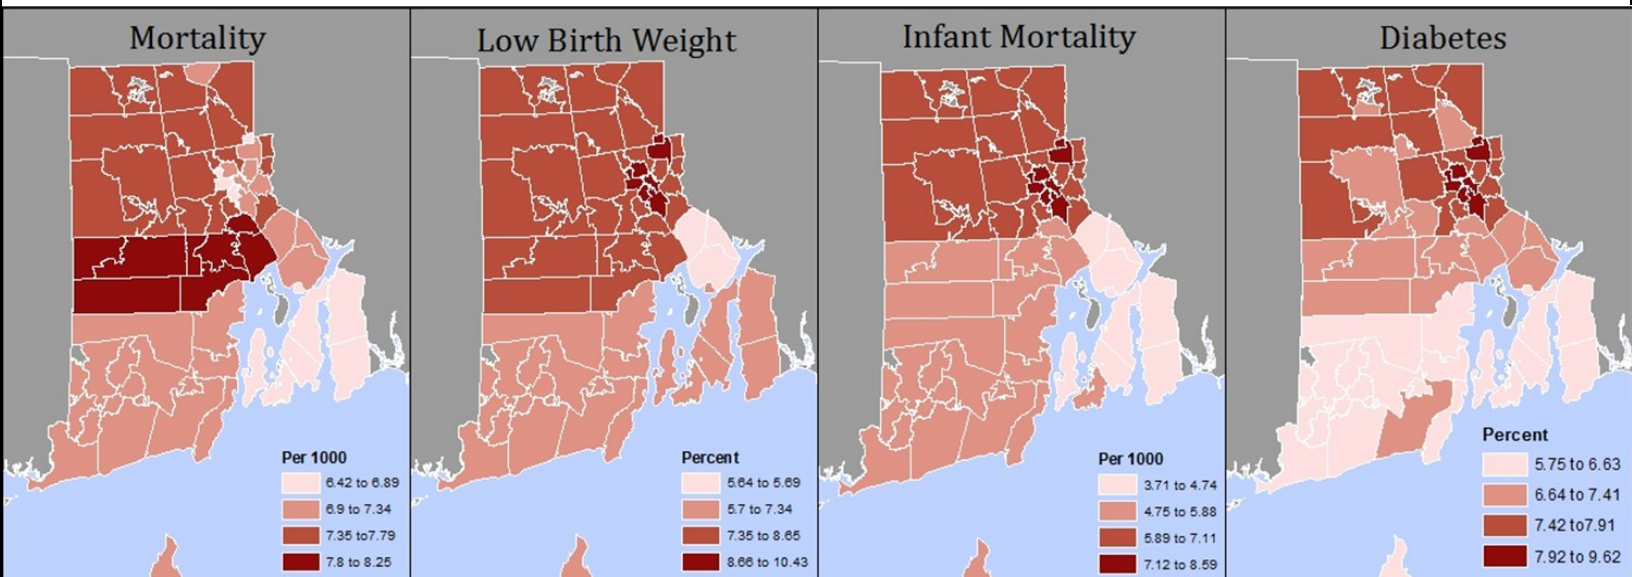 Mortality
Per 1000
6.42 to 6.89
6.9 to 7.34
7.35 to7.79
7.8 to 8.25
Low Birth Weight
Percent
5.64 to 5.69
5.7 to 7.34
7.35 to 8.65
8.66 to 10.43
Infant Mortality
Per 1000
3.71 to 4.74
4.75 to 5.88
5.89 to 7.11
7.12 to 8.59
Diabetes
Percent
5.75 to 6.63
6.64 to 7.41
7.42 to7.91
7.92 to 9.62